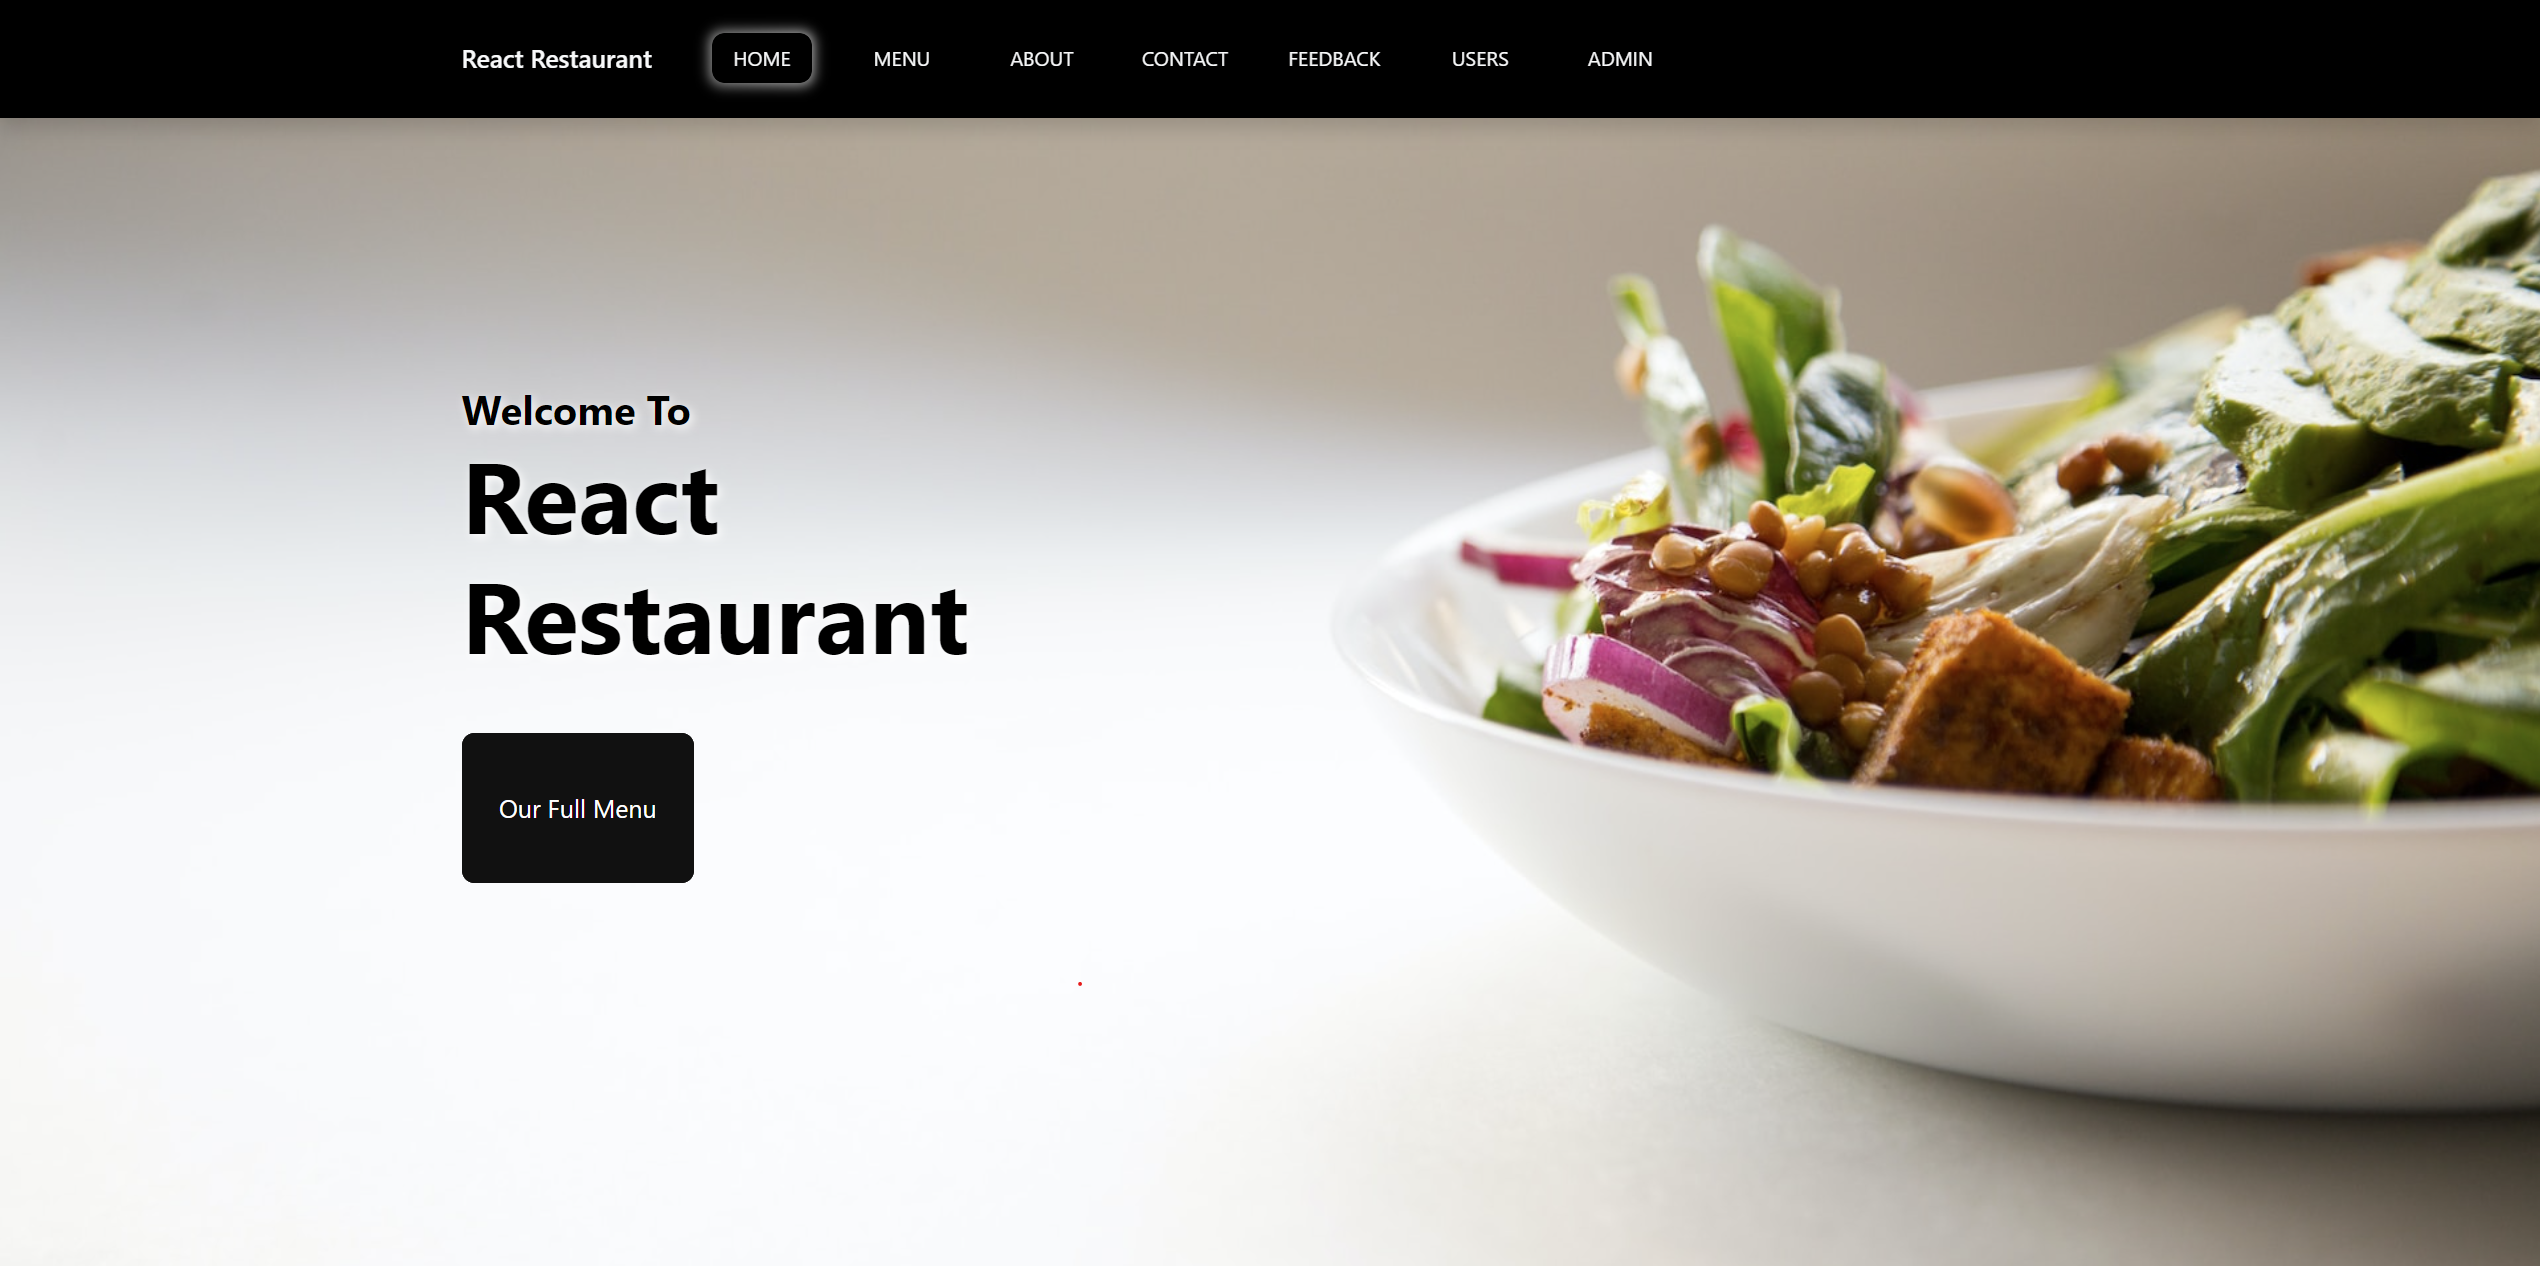 React Restaurant HOME MENU ABOUT CONTACT FEEDBACK USERS ADMIN
Welcome To
React
Restaurant
Our Full Menu